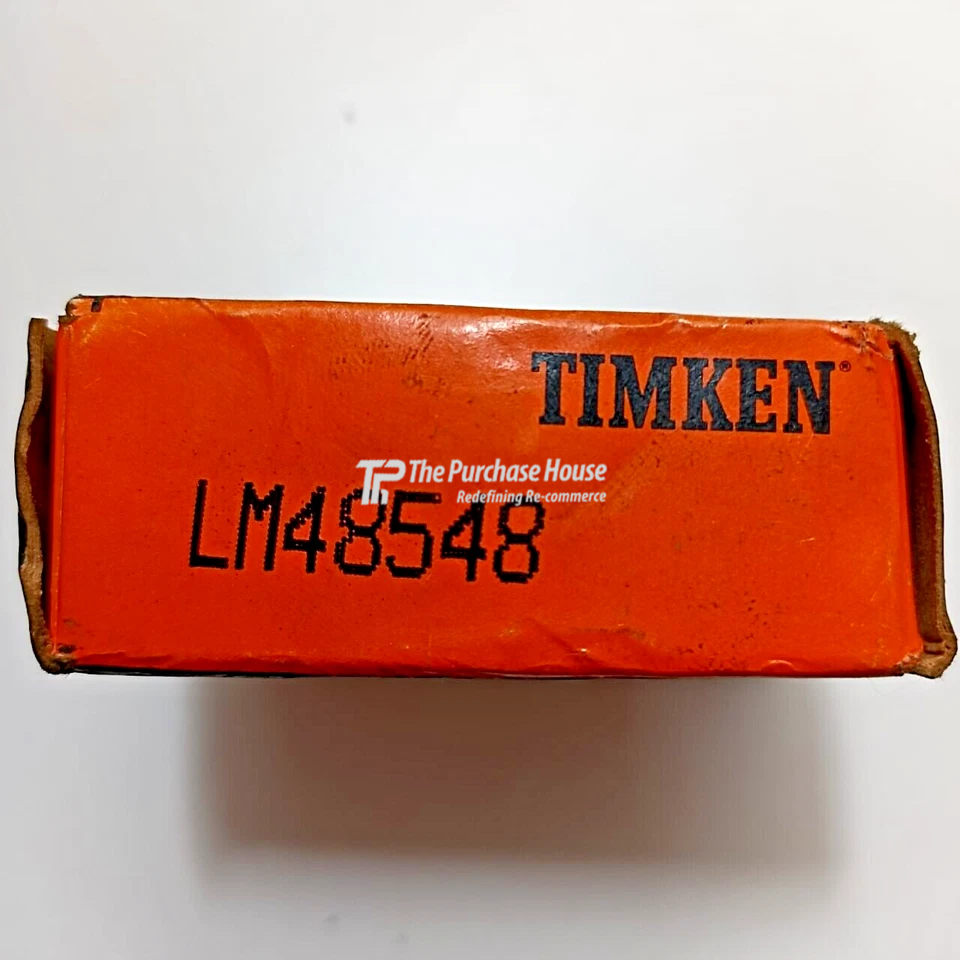 TIMKEN®
The Purchase House
Redefining Re-commerce
LM48548